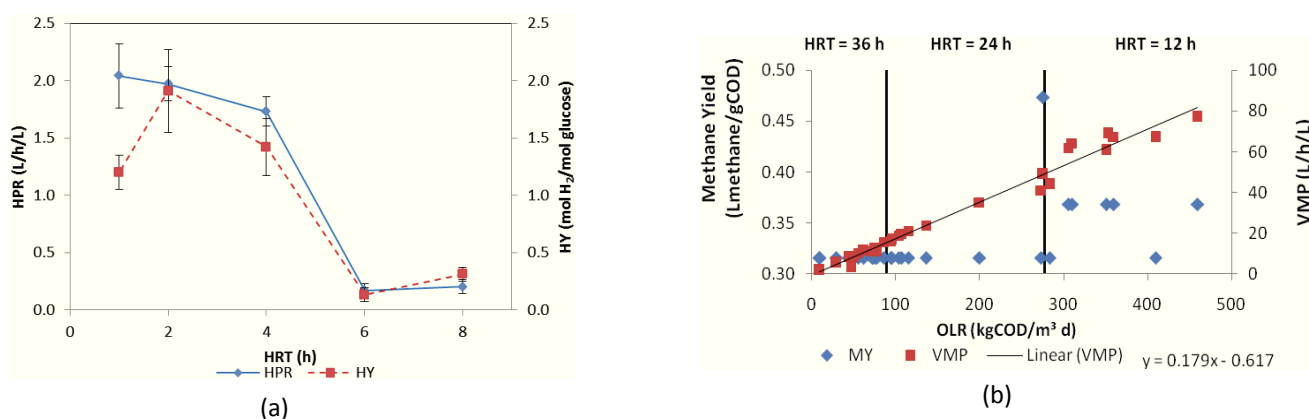 2.5
2.0
1.5
1.0
0.5
0.0
HPR (L/h/L)
2.5
2.0
1.5
1.0
0.5
0.0
HY (mol H₂/mol glucose)
0 2 4 6 8
HRT (h)
HPR HY
(a)
HRT = 36 h HRT = 24 h HRT = 12 h
0.50
0.45
0.40
0.35
0.30
Methane Yield
(Lmethane/gCOD)
100
80
60
40
20
0
VMP (L/h/L)
0 100 200 300 400 500
OLR (kgCOD/m³ d)
MY VMP Linear (VMP) y = 0.179x - 0.617
(b)